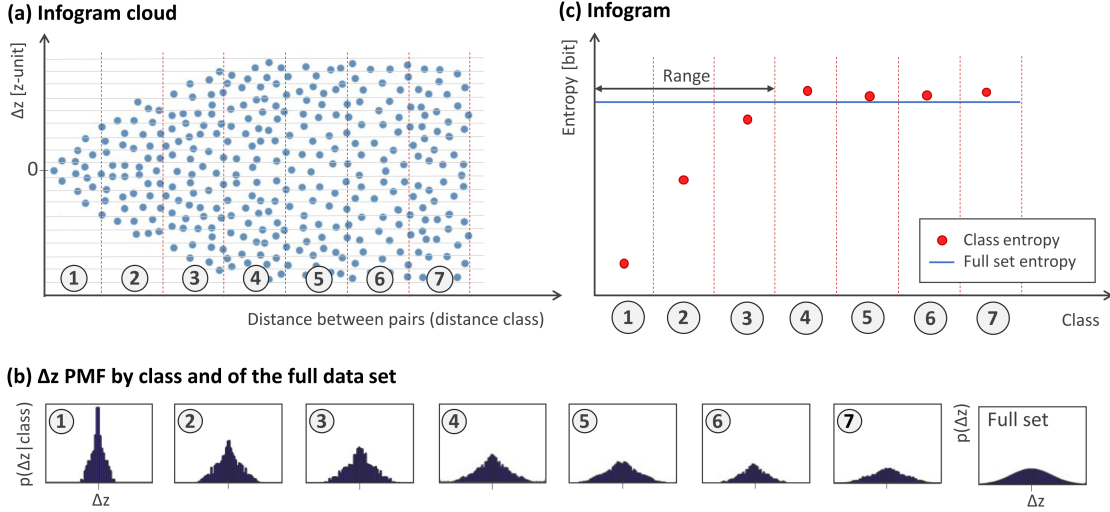 (a) Infogram cloud
Δz [z-unit]
0
1 2 3 4 5 6 7
Distance between pairs (distance class)
(c) Infogram
Entropy [bit]
Range
Class entropy
Full set entropy
1 2 3 4 5 6 7
Class
(b) Δz PMF by class and of the full data set
p(Δz|class)
1 2 3 4 5 6 7
Δz
p(Δz)
Full set
Δz